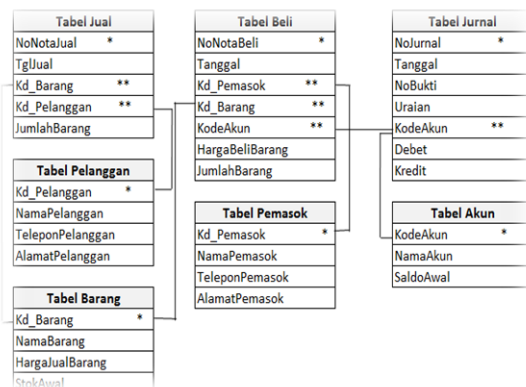 Tabel Jual
NoNotaJual *
TglJual
Kd_Barang **
Kd_Pelanggan **
JumlahBarang
Tabel Pelanggan
Kd_Pelanggan *
NamaPelanggan
TeleponPelanggan
AlamatPelanggan
Tabel Barang
Kd_Barang *
NamaBarang
HargaJualBarang
StokAwal
Tabel Beli
NoNotaBeli *
Tanggal
Kd_Pemasok **
Kd_Barang **
KodeAkun **
HargaBeliBarang
JumlahBarang
Tabel Pemasok
Kd_Pemasok *
NamaPemasok
TeleponPemasok
AlamatPemasok
Tabel Jurnal
NoJurnal *
Tanggal
NoBukti
Uraian
KodeAkun **
Debet
Kredit
Tabel Akun
KodeAkun *
NamaAkun
SaldoAwal